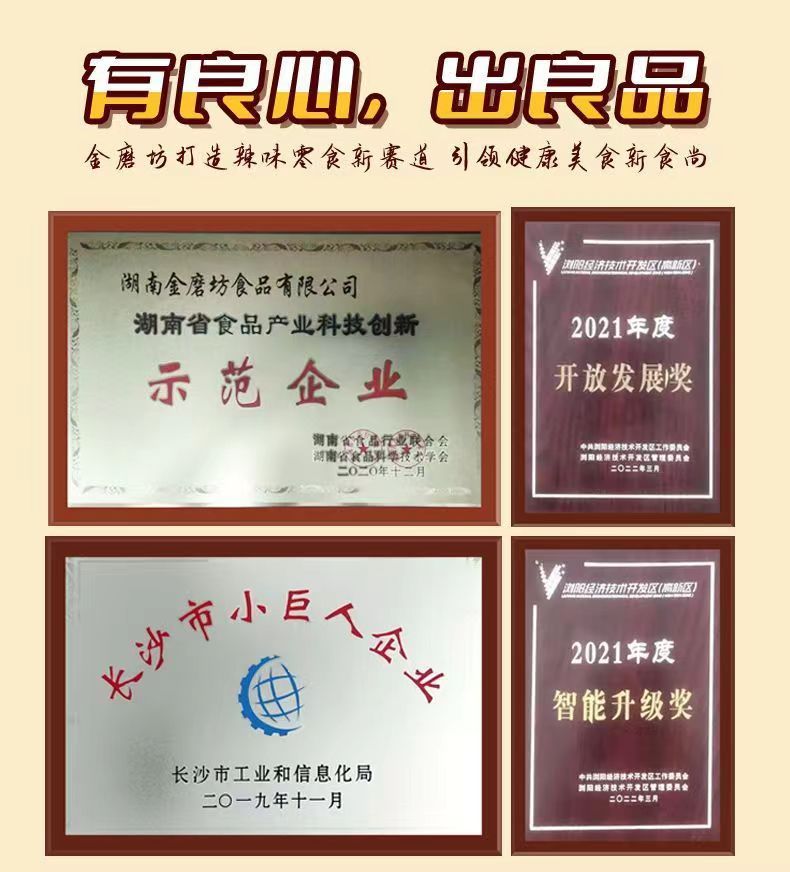 有良心，出良品
金磨坊打造辣味零食新赛道 引领健康美食新食尚
湖南金磨坊食品有限公司
湖南省食品产业科技创新
示范企业
湖南省食品行业联合会
湖南省食品科学技术学会
二〇二〇年十二月
浏阳经济技术开发区(高新区)
2021年度
开放发展奖
中共浏阳经济技术开发区工作委员会
浏阳经济技术开发区管理委员会
二〇二二年三月
长沙市小巨人企业
长沙市工业和信息化局
二〇一九年十一月
浏阳经济技术开发区(高新区)
2021年度
智能升级奖
中共浏阳经济技术开发区工作委员会
浏阳经济技术开发区管理委员会
二〇二二年三月